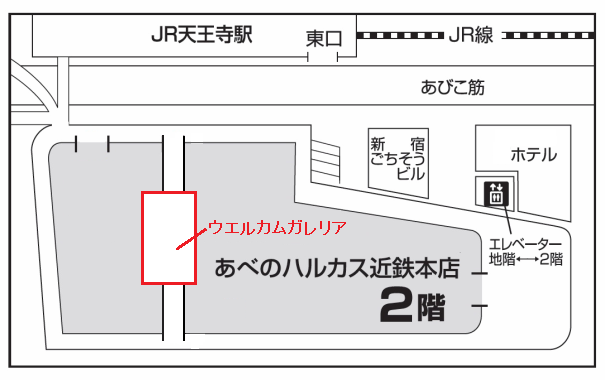 JR天王寺駅
東口
JR線
あびこ筋
新宿
ごちそう
ビル
ホテル
ウエルカムガレリア
エレベーター
地階↔2階
あべのハルカス近鉄本店
2階